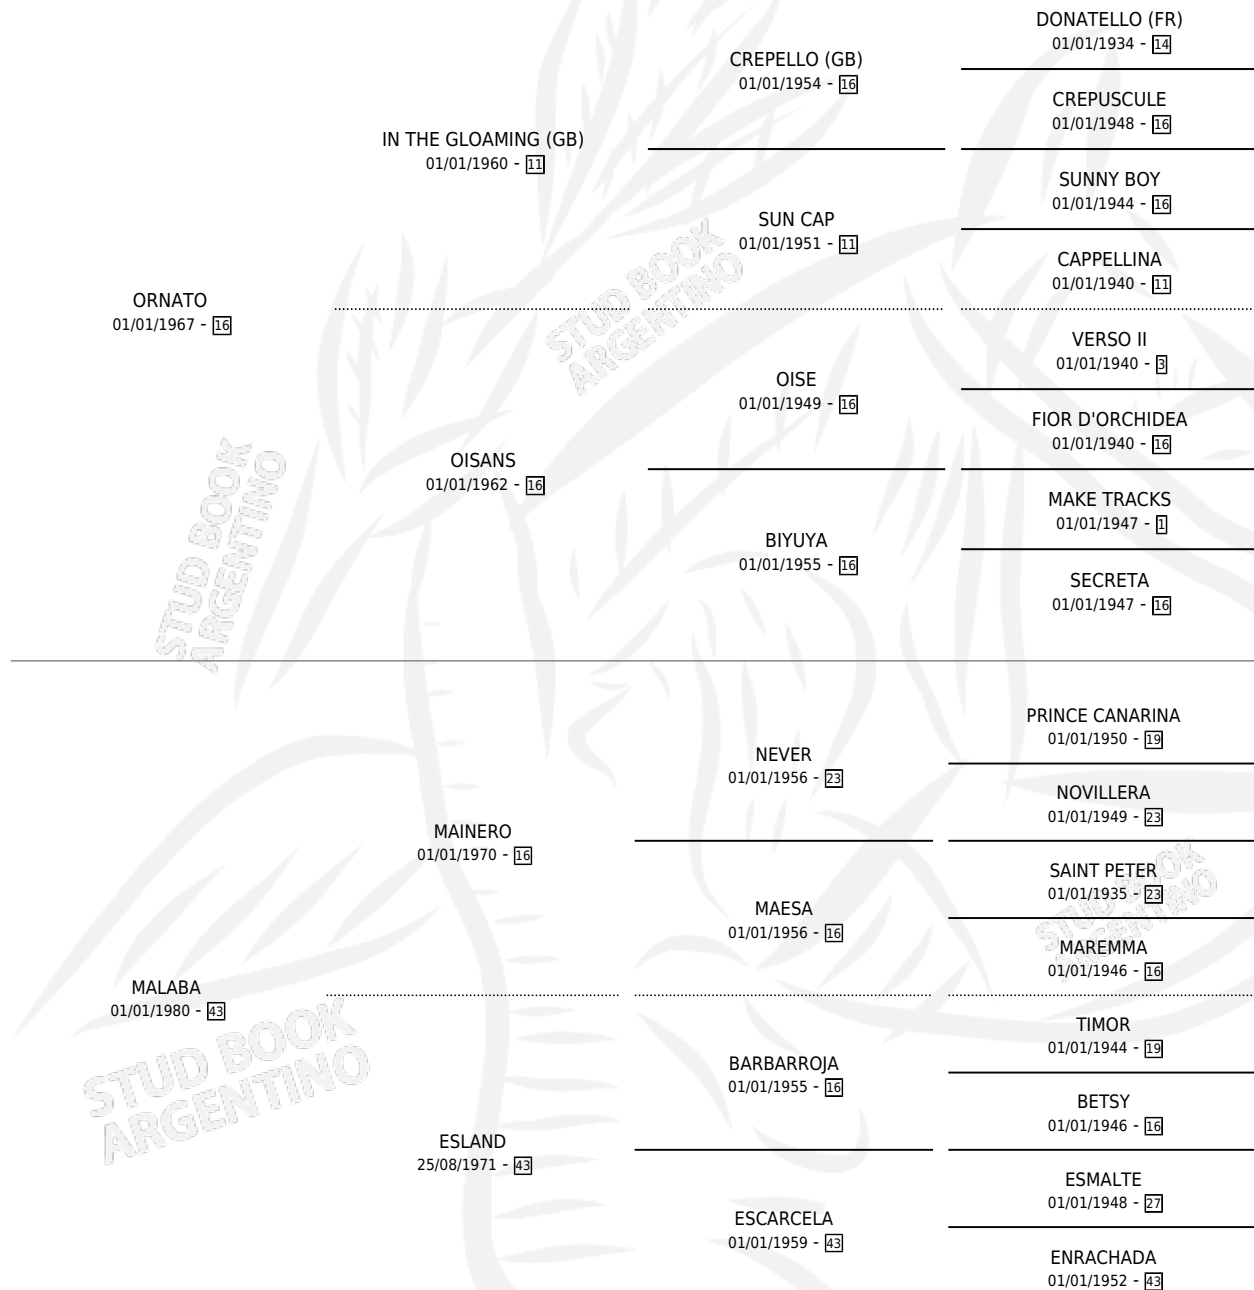 DONATELLO (FR)
01/01/1934 - 14
CREPELLO (GB)
01/01/1954 - 16
CREPUSCULE
01/01/1948 - 16
IN THE GLOAMING (GB)
01/01/1960 - 11
SUNNY BOY
01/01/1944 - 16
SUN CAP
01/01/1951 - 11
CAPPELLINA
01/01/1940 - 11
ORNATO
01/01/1967 - 16
VERSO II
01/01/1940 - 3
OISE
01/01/1949 - 16
FIOR D'ORCHIDEA
01/01/1940 - 16
OISANS
01/01/1962 - 16
MAKE TRACKS
01/01/1947 - 1
BIYUYA
01/01/1955 - 16
SECRETA
01/01/1947 - 16
PRINCE CANARINA
01/01/1950 - 19
NEVER
01/01/1956 - 23
NOVILLERA
01/01/1949 - 23
MAINERO
01/01/1970 - 16
SAINT PETER
01/01/1935 - 23
MAESA
01/01/1956 - 16
MAREMMA
01/01/1946 - 16
MALABA
01/01/1980 - 43
TIMOR
01/01/1944 - 19
BARBARROJA
01/01/1955 - 16
BETSY
01/01/1946 - 16
ESLAND
25/08/1971 - 43
ESMALTE
01/01/1948 - 27
ESCARCELA
01/01/1959 - 43
ENRACHADA
01/01/1952 - 43
STUD BOOK
ARGENTINO
STUD BOOK
ARGENTINO
STUD BOOK
ARGENTINO
STUD BOOK
ARGENTINO